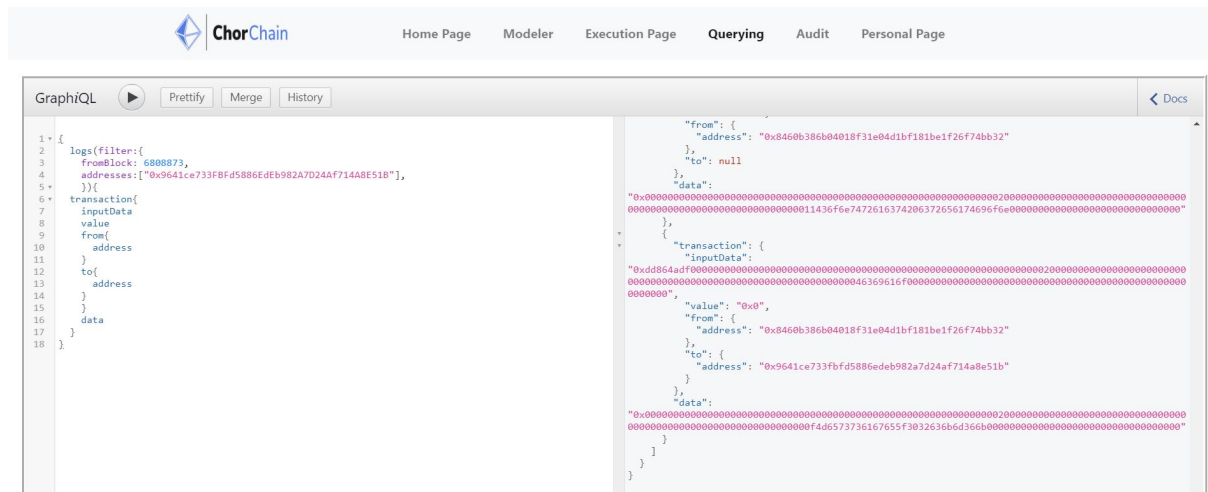 ChorChain
Home Page Modeler Execution Page Querying Audit Personal Page
GraphiQL Prettify Merge History Docs
1 {
2 logs(filter:{
3 fromBlock: 6808873,
4 addresses:["0x9641ce733FBFd5886EdEb982A7D24Af714A8E51B"],
5 }){
6 transaction{
7 inputData
8 value
9 from{
10 address
11 }
12 to{
13 address
14 }
15 }
16 data
17 }
18 }
"from": {
"address": "0x8460b386b04018f31e04d1bf181be1f26f74bb32"
},
"to": null
},
"data":
},
{
"transaction": {
"inputData":
"value": "0x0",
"from": {
"address": "0x8460b386b04018f31e04d1bf181be1f26f74bb32"
},
"to": {
"address": "0x9641ce733fbfd5886edeb982a7d24af714a8e51b"
}
},
"data":
}
]
}
}